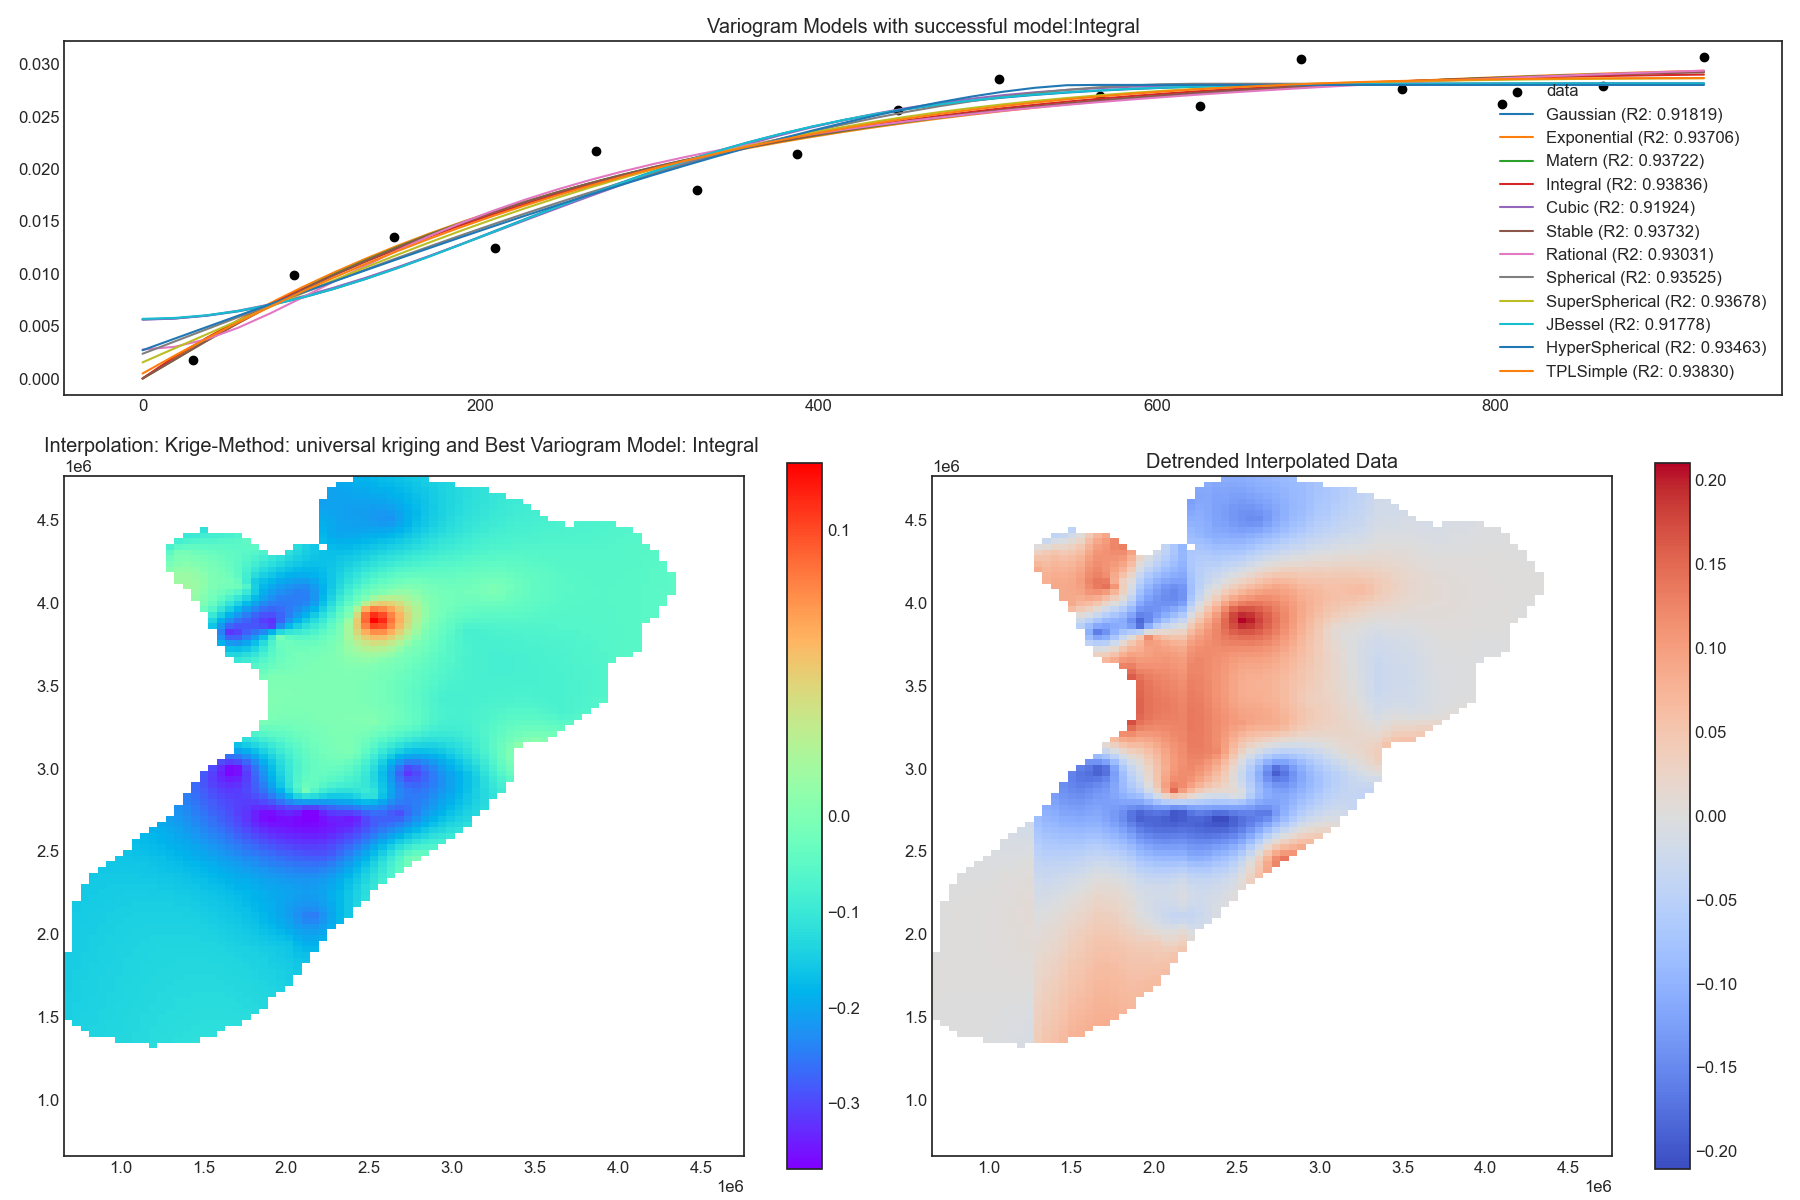 Variogram Models with successful model:Integral
0.030
0.025
0.020
0.015
0.010
0.005
0.000
0 200 400 600 800
data
Gaussian (R2: 0.91819)
Exponential (R2: 0.93706)
Matern (R2: 0.93722)
Integral (R2: 0.93836)
Cubic (R2: 0.91924)
Stable (R2: 0.93732)
Rational (R2: 0.93031)
Spherical (R2: 0.93525)
SuperSpherical (R2: 0.93678)
JBessel (R2: 0.91778)
HyperSpherical (R2: 0.93463)
TPLSimple (R2: 0.93830)
Interpolation: Krige-Method: universal kriging and Best Variogram Model: Integral
1e6
4.5
4.0
3.5
3.0
2.5
2.0
1.5
1.0
1.0 1.5 2.0 2.5 3.0 3.5 4.0 4.5
1e6
0.1
0.0
−0.1
−0.2
−0.3
Detrended Interpolated Data
1e6
4.5
4.0
3.5
3.0
2.5
2.0
1.5
1.0
1.0 1.5 2.0 2.5 3.0 3.5 4.0 4.5
1e6
0.20
0.15
0.10
0.05
0.00
−0.05
−0.10
−0.15
−0.20